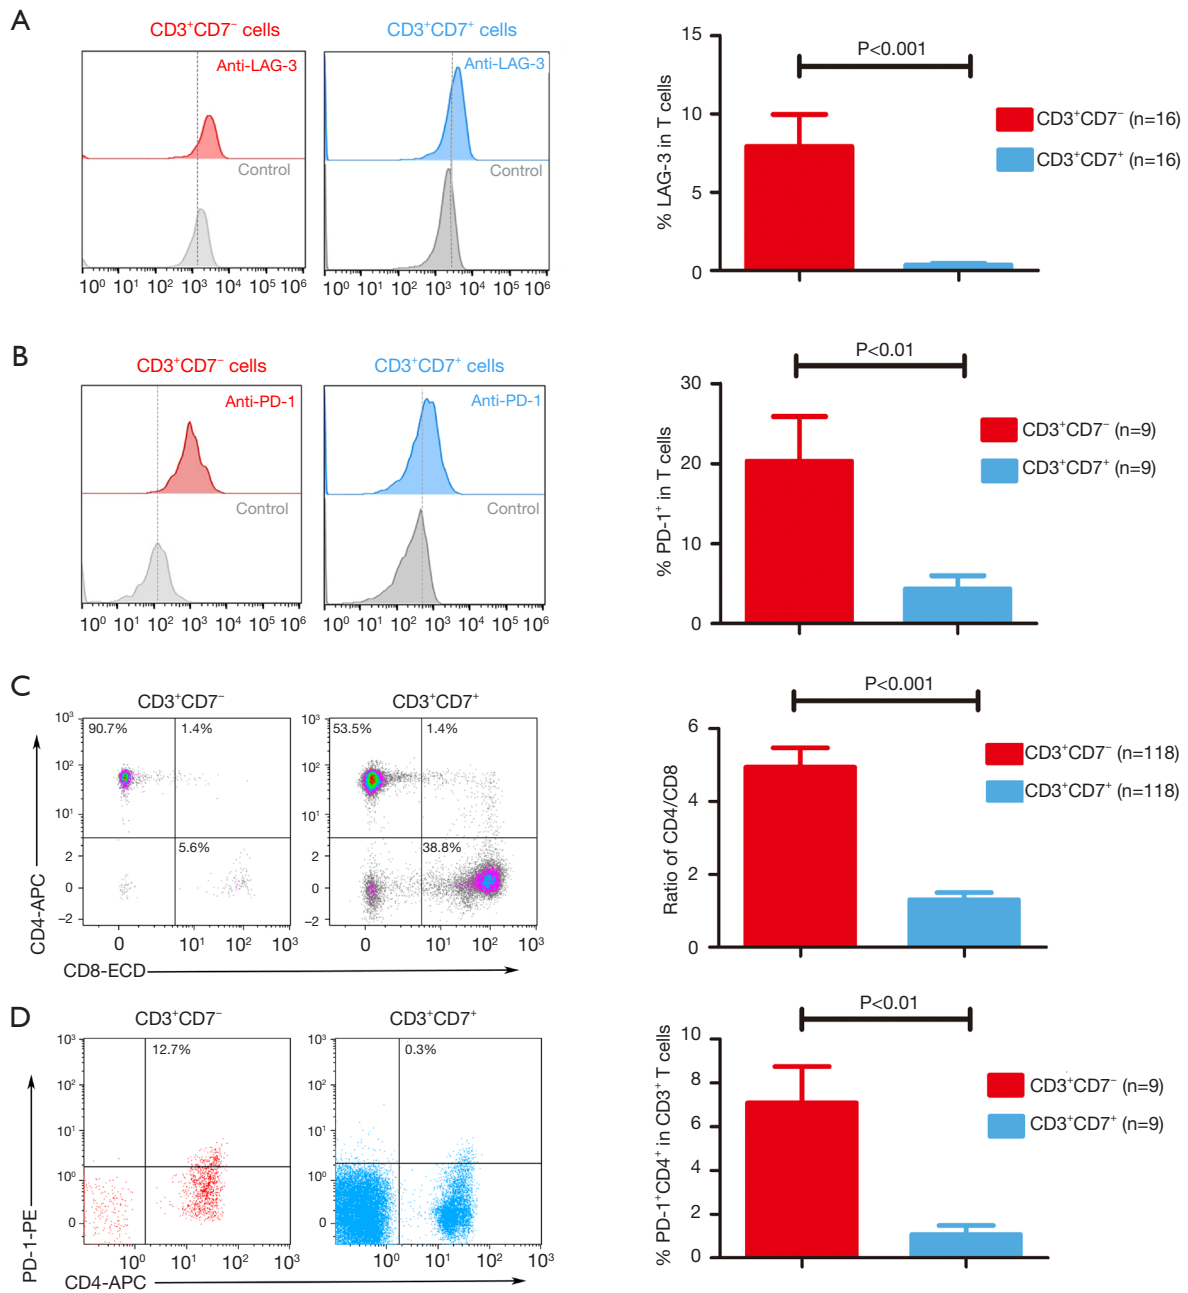 A
CD3⁺CD7⁻ cells
CD3⁺CD7⁺ cells
Anti-LAG-3
Anti-LAG-3
Control
Control
10⁰ 10¹ 10² 10³ 10⁴ 10⁵ 10⁶
10⁰ 10¹ 10² 10³ 10⁴ 10⁵ 10⁶
P<0.001
15
10
5
0
% LAG-3 in T cells
CD3⁺CD7⁻ (n=16)
CD3⁺CD7⁺ (n=16)
B
CD3⁺CD7⁻ cells
CD3⁺CD7⁺ cells
Anti-PD-1
Anti-PD-1
Control
Control
10⁰ 10¹ 10² 10³ 10⁴ 10⁵ 10⁶
10⁰ 10¹ 10² 10³ 10⁴ 10⁵ 10⁶
P<0.01
30
20
10
0
% PD-1⁺ in T cells
CD3⁺CD7⁻ (n=9)
CD3⁺CD7⁺ (n=9)
C
CD3⁺CD7⁻
CD3⁺CD7⁺
10³
10²
10¹
2
0
−2
90.7%
1.4%
5.6%
0 10¹ 10² 10³
10³
10²
10¹
2
0
−2
53.5%
1.4%
38.8%
0 10¹ 10² 10³
CD4-APC
CD8-ECD
P<0.001
6
4
2
0
Ratio of CD4/CD8
CD3⁺CD7⁻ (n=118)
CD3⁺CD7⁺ (n=118)
D
CD3⁺CD7⁻
CD3⁺CD7⁺
10³
10²
10¹
10⁰
0
12.7%
10⁰ 10¹ 10² 10³
10³
10²
10¹
10⁰
0
0.3%
10⁰ 10¹ 10² 10³
PD-1-PE
CD4-APC
P<0.01
10
8
6
4
2
0
% PD-1⁺CD4⁺ in CD3⁺ T cells
CD3⁺CD7⁻ (n=9)
CD3⁺CD7⁺ (n=9)